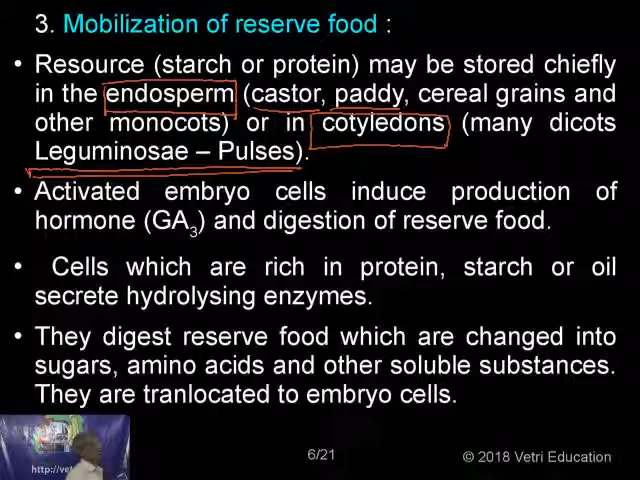 3. Mobilization of reserve food :
• Resource (starch or protein) may be stored chiefly
in the endosperm (castor, paddy, cereal grains and
other monocots) or in cotyledons (many dicots
Leguminosae – Pulses).
• Activated embryo cells induce production of
hormone (GA3) and digestion of reserve food.
• Cells which are rich in protein, starch or oil
secrete hydrolysing enzymes.
• They digest reserve food which are changed into
sugars, amino acids and other soluble substances.
They are tranlocated to embryo cells.
http://vet
6/21
© 2018 Vetri Education